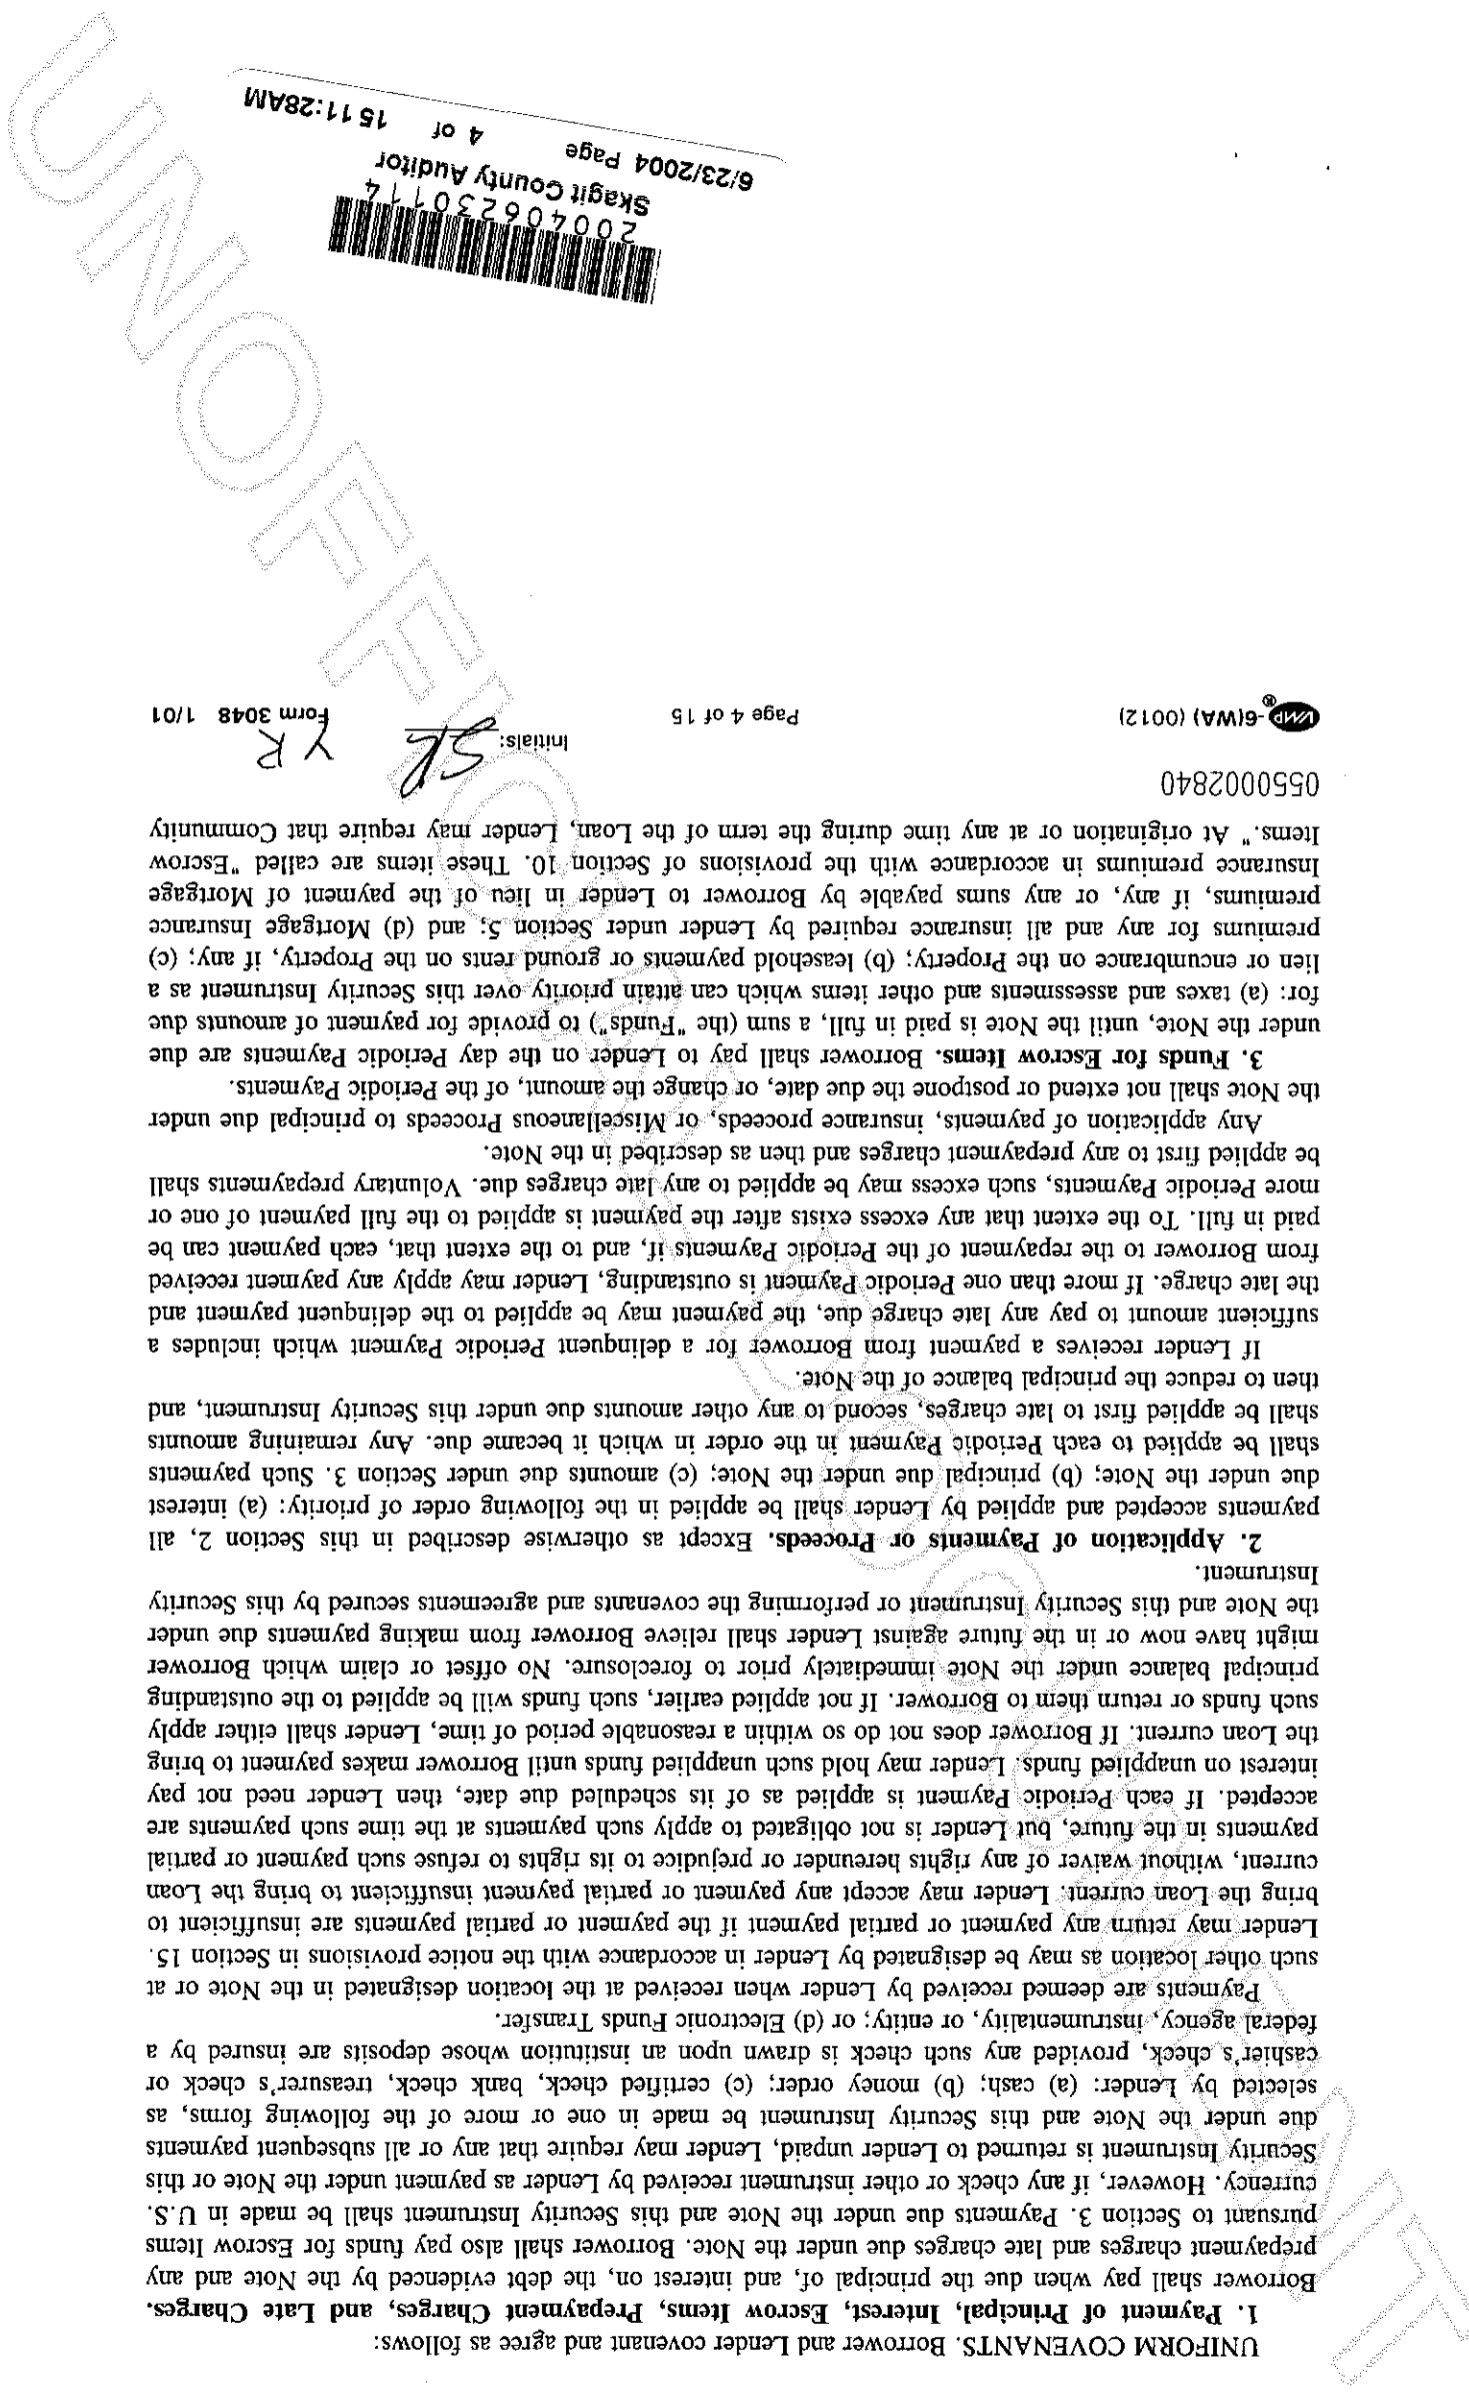 UNIFORM COVENANTS. Borrower and Lender covenant and agree as follows:
1. Payment of Principal, Interest, Escrow Items, Prepayment Charges, and Late Charges.
Borrower shall pay when due the principal of, and interest on, the debt evidenced by the Note and any
prepayment charges and late charges due under the Note. Borrower shall also pay funds for Escrow Items
pursuant to Section 3. Payments due under the Note and this Security Instrument shall be made in U.S.
currency. However, if any check or other instrument received by Lender as payment under the Note or this
Security Instrument is returned to Lender unpaid, Lender may require that any or all subsequent payments
due under the Note and this Security Instrument be made in one or more of the following forms, as
selected by Lender: (a) cash; (b) money order; (c) certified check, bank check, treasurer's check or
cashier's check, provided any such check is drawn upon an institution whose deposits are insured by a
federal agency, instrumentality, or entity; or (d) Electronic Funds Transfer.
Payments are deemed received by Lender when received at the location designated in the Note or at
such other location as may be designated by Lender in accordance with the notice provisions in Section 15.
Lender may return any payment or partial payment if the payment or partial payments are insufficient to
bring the Loan current. Lender may accept any payment or partial payment insufficient to bring the Loan
current, without waiver of any rights hereunder or prejudice to its rights to refuse such payment or partial
payments in the future, but Lender is not obligated to apply such payments at the time such payments are
accepted. If each Periodic Payment is applied as of its scheduled due date, then Lender need not pay
interest on unapplied funds. Lender may hold such unapplied funds until Borrower makes payment to bring
the Loan current. If Borrower does not do so within a reasonable period of time, Lender shall either apply
such funds or return them to Borrower. If not applied earlier, such funds will be applied to the outstanding
principal balance under the Note immediately prior to foreclosure. No offset or claim which Borrower
might have now or in the future against Lender shall relieve Borrower from making payments due under
the Note and this Security Instrument or performing the covenants and agreements secured by this Security
Instrument.
2. Application of Payments or Proceeds. Except as otherwise described in this Section 2, all
payments accepted and applied by Lender shall be applied in the following order of priority: (a) interest
due under the Note; (b) principal due under the Note; (c) amounts due under Section 3. Such payments
shall be applied to each Periodic Payment in the order in which it became due. Any remaining amounts
shall be applied first to late charges, second to any other amounts due under this Security Instrument, and
then to reduce the principal balance of the Note.
If Lender receives a payment from Borrower for a delinquent Periodic Payment which includes a
sufficient amount to pay any late charge due, the payment may be applied to the delinquent payment and
the late charge. If more than one Periodic Payment is outstanding, Lender may apply any payment received
from Borrower to the repayment of the Periodic Payments if, and to the extent that, each payment can be
paid in full. To the extent that any excess exists after the payment is applied to the full payment of one or
more Periodic Payments, such excess may be applied to any late charges due. Voluntary prepayments shall
be applied first to any prepayment charges and then as described in the Note.
Any application of payments, insurance proceeds, or Miscellaneous Proceeds to principal due under
the Note shall not extend or postpone the due date, or change the amount, of the Periodic Payments.
3. Funds for Escrow Items. Borrower shall pay to Lender on the day Periodic Payments are due
under the Note, until the Note is paid in full, a sum (the "Funds") to provide for payment of amounts due
for: (a) taxes and assessments and other items which can attain priority over this Security Instrument as a
lien or encumbrance on the Property; (b) leasehold payments or ground rents on the Property, if any; (c)
premiums for any and all insurance required by Lender under Section 5; and (d) Mortgage Insurance
premiums, if any, or any sums payable by Borrower to Lender in lieu of the payment of Mortgage
Insurance premiums in accordance with the provisions of Section 10. These items are called "Escrow
Items." At origination or at any time during the term of the Loan, Lender may require that Community
0550002840
Initials: SR YR
VMP®-6(WA) (0012) Page 4 of 15 Form 3048 1/01
200406230114
Skagit County Auditor
6/23/2004 Page 4 of 15 11:28AM
UNOFFICIAL DOCUMENT